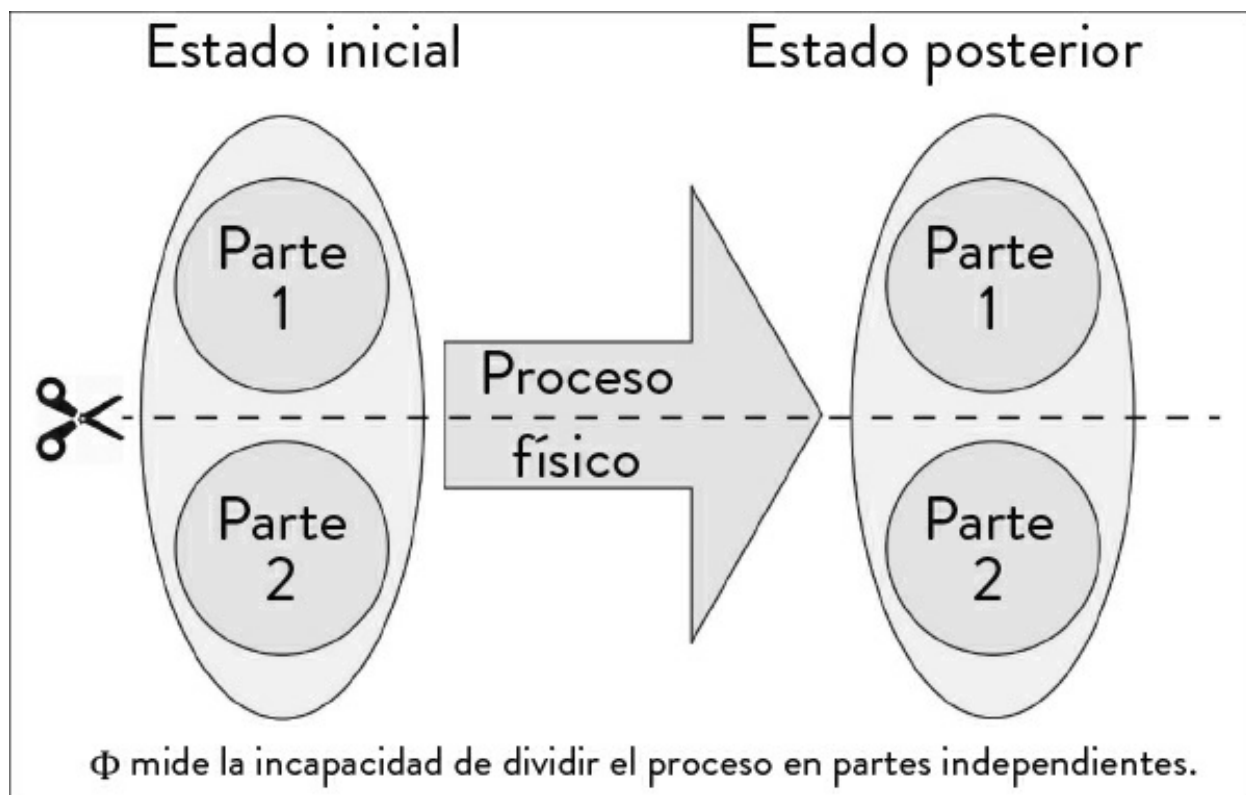 Estado inicial
Estado posterior
Parte
1
Parte
2
Proceso
físico
Parte
1
Parte
2
Φ mide la incapacidad de dividir el proceso en partes independientes.